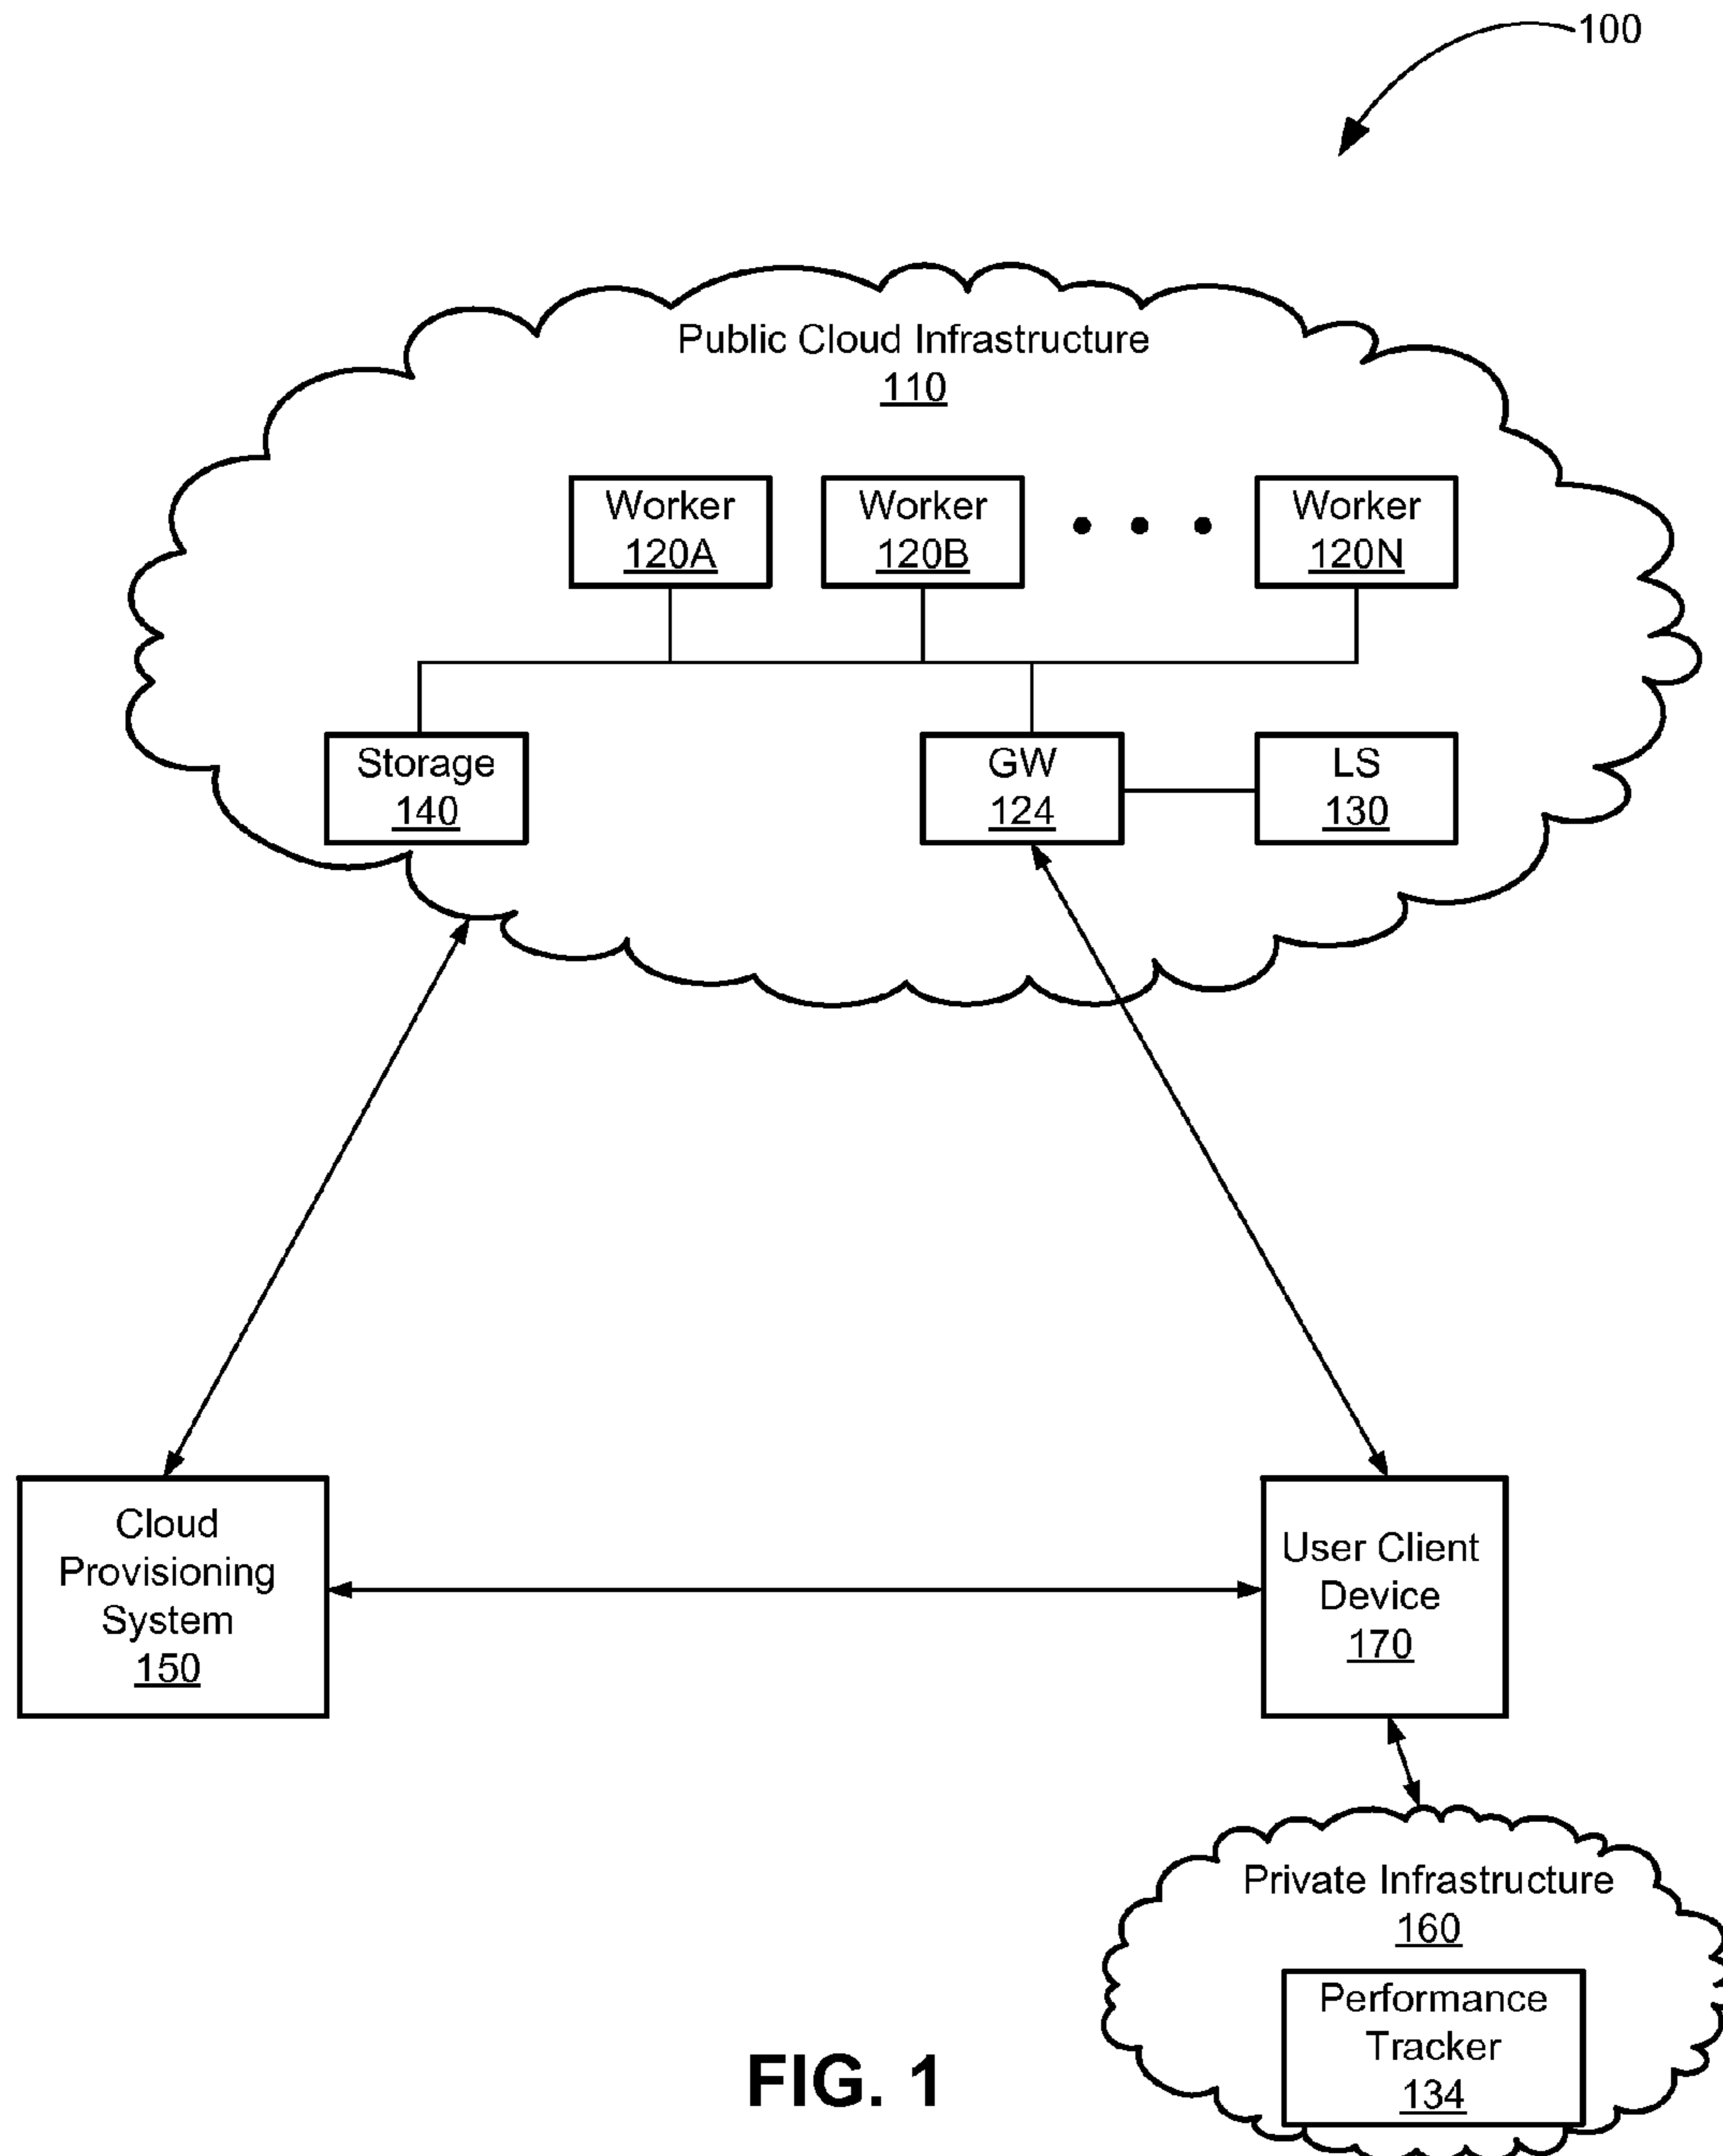 100
Public Cloud Infrastructure
110
Worker
120A
Worker
120B
Worker
120N
Storage
140
GW
124
LS
130
Cloud
Provisioning
System
150
User Client
Device
170
Private Infrastructure
160
Performance
Tracker
134
FIG. 1